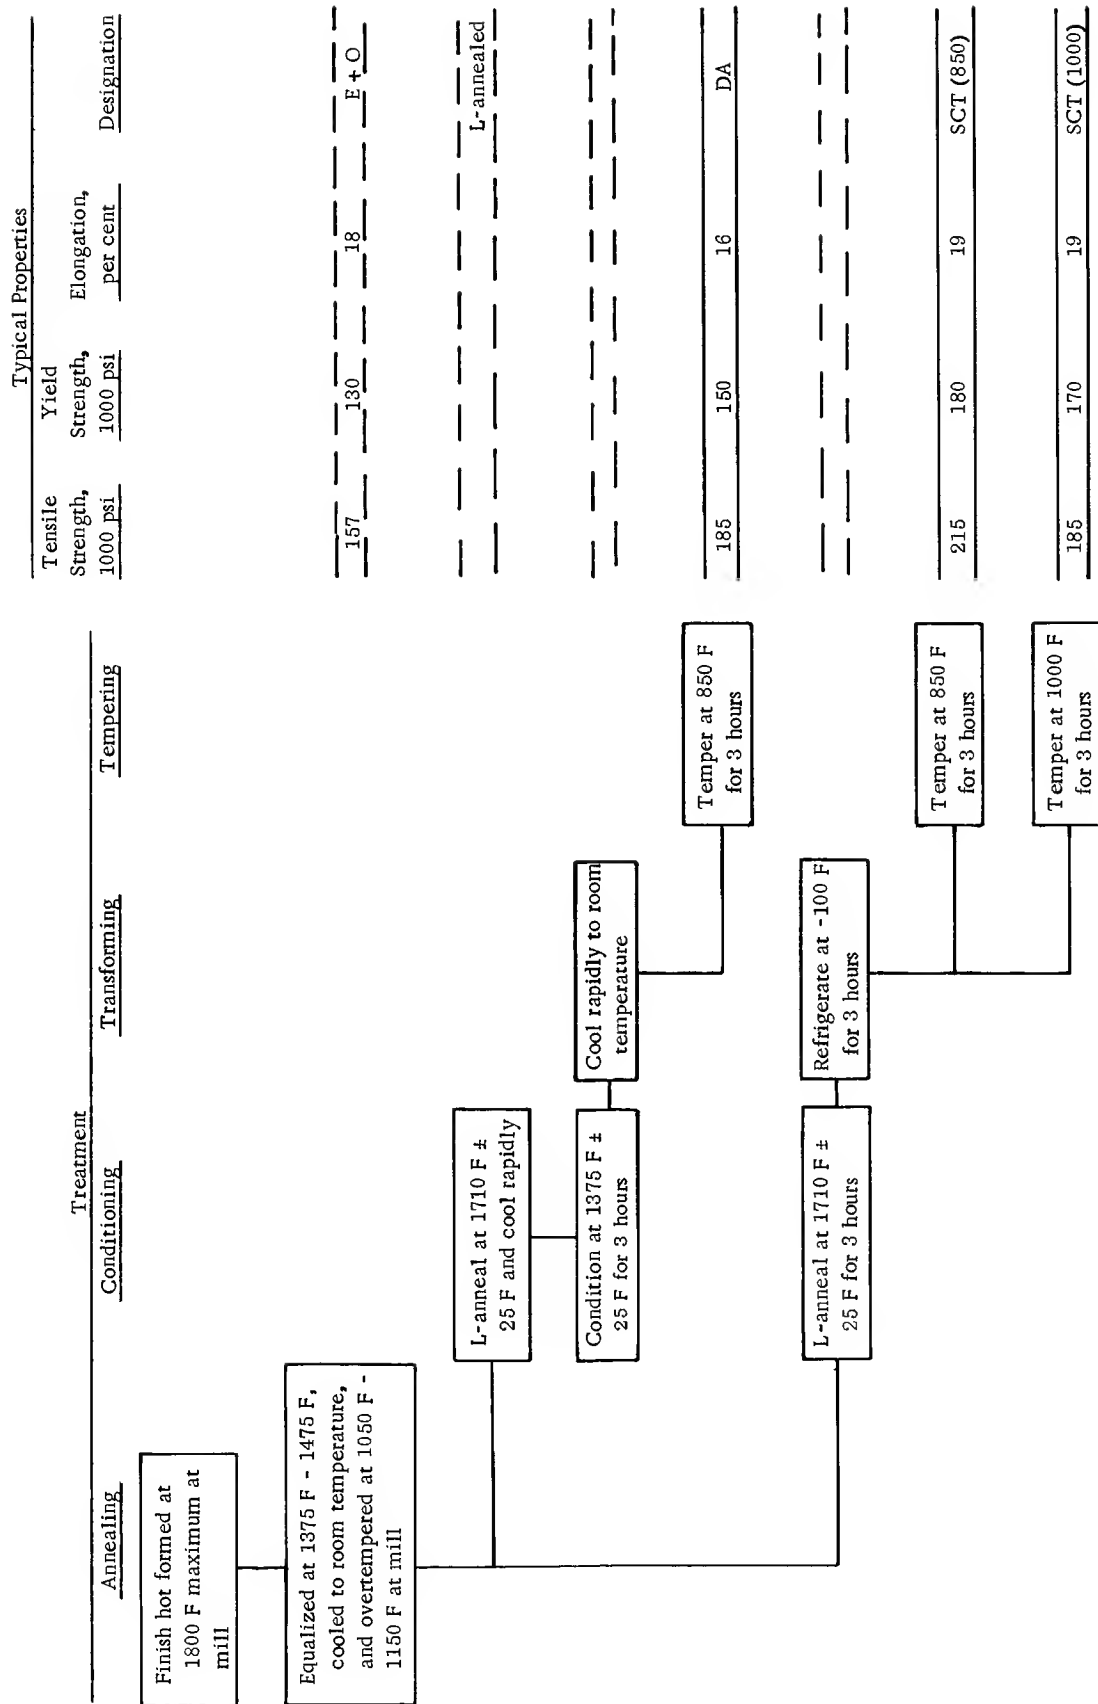 Treatment
Typical Properties
Annealing
Conditioning
Transforming
Tempering
Tensile
Strength,
1000 psi
Yield
Strength,
1000 psi
Elongation,
per cent
Designation
Finish hot formed at
1800 F maximum at
mill
Equalized at 1375 F - 1475 F,
cooled to room temperature,
and overtempered at 1050 F -
1150 F at mill
157
130
18
E + O
L-anneal at 1710 F ±
25 F and cool rapidly
L-annealed
Condition at 1375 F ±
25 F for 3 hours
Cool rapidly to room
temperature
Temper at 850 F
for 3 hours
185
150
16
DA
L-anneal at 1710 F ±
25 F for 3 hours
Refrigerate at -100 F
for 3 hours
Temper at 850 F
for 3 hours
215
180
19
SCT (850)
Temper at 1000 F
for 3 hours
185
170
19
SCT (1000)